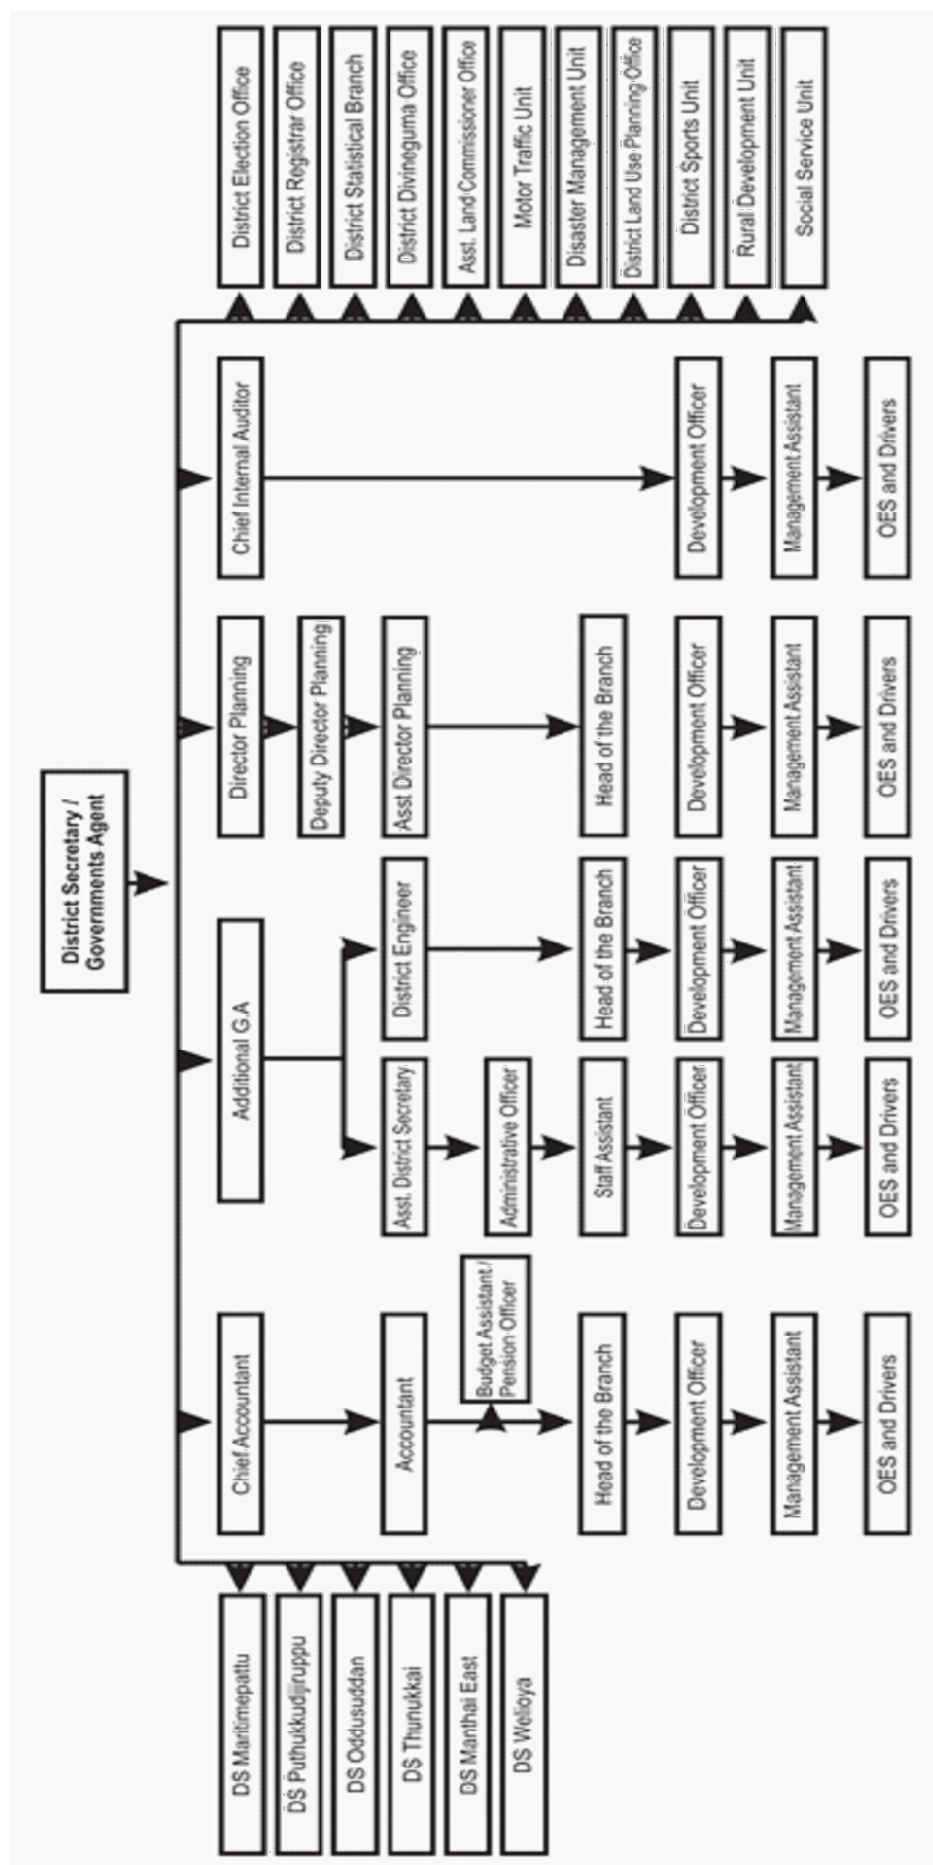 District Secretary /
Governments Agent
DS Maritimepattu
DS Puthukkudijiruppu
DS Oddusuddan
DS Thunukkai
DS Manthai East
DS Welioya
Chief Accountant
Accountant
Budget Assistant /
Pension Officer
Head of the Branch
Development Officer
Management Assistant
OES and Drivers
Additional G.A
Asst. District Secretary
Administrative Officer
Staff Assistant
Development Officer
Management Assistant
OES and Drivers
District Engineer
Head of the Branch
Development Officer
Management Assistant
OES and Drivers
Director Planning
Deputy Director Planning
Asst Director Planning
Head of the Branch
Development Officer
Management Assistant
OES and Drivers
Chief Internal Auditor
Development Officer
Management Assistant
OES and Drivers
District Election Office
District Registrar Office
District Statistical Branch
District Divineguma Office
Asst. Land Commissioner Office
Motor Traffic Unit
Disaster Management Unit
District Land Use Planning Office
District Sports Unit
Rural Development Unit
Social Service Unit